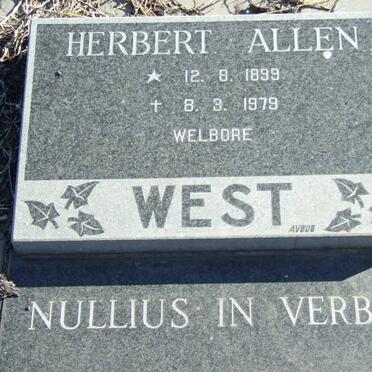 HERBERT ALLEN
★ 12. 8. 1899
✝ 8. 3. 1979
WELBORE
WEST
AVBOB
NULLIUS IN VERB